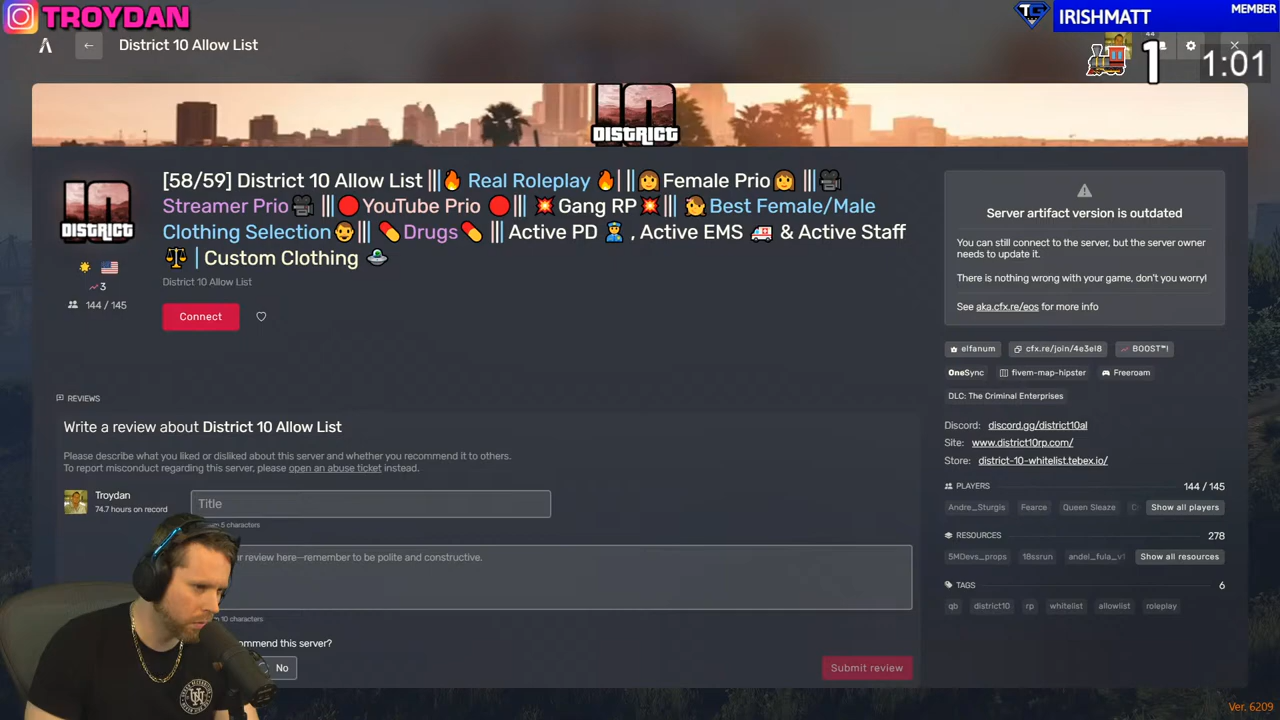 TROYDAN
IRISHMATT
MEMBER
District 10 Allow List
44
1
1:01
DISTRICT
[58/59] District 10 Allow List |||🔥 Real Roleplay 🔥| ||👩Female Prio👩 |||🎥
Streamer Prio🎥 |||🔴YouTube Prio 🔴||| 💥Gang RP💥||| 👩Best Female/Male
Clothing Selection👨||| 💊Drugs💊 ||| Active PD 👮, Active EMS 🚑 & Active Staff
⚖️ | Custom Clothing 🛸
District 10 Allow List
3
144 / 145
Connect
DISTRICT
Server artifact version is outdated
You can still connect to the server, but the server owner
needs to update it.
There is nothing wrong with your game, don't you worry!
See aka.cfx.re/eos for more info
elfanum
cfx.re/join/4e3el8
BOOST™!
OneSync
fivem-map-hipster
Freeroam
DLC: The Criminal Enterprises
Discord: discord.gg/district10al
Site: www.district10rp.com/
Store: district-10-whitelist.tebex.io/
PLAYERS
144 / 145
Andre_Sturgis
Fearce
Queen Sleaze
Show all players
RESOURCES
278
5MDevs_props
18ssrun
andel_fula_v1
Show all resources
TAGS
6
qb
district10
rp
whitelist
allowlist
roleplay
REVIEWS
Write a review about District 10 Allow List
Please describe what you liked or disliked about this server and whether you recommend it to others.
To report misconduct regarding this server, please open an abuse ticket instead.
Troydan
74.7 hours on record
Title
5 characters
review here—remember to be polite and constructive.
10 characters
mmend this server?
No
Submit review
Ver. 6209